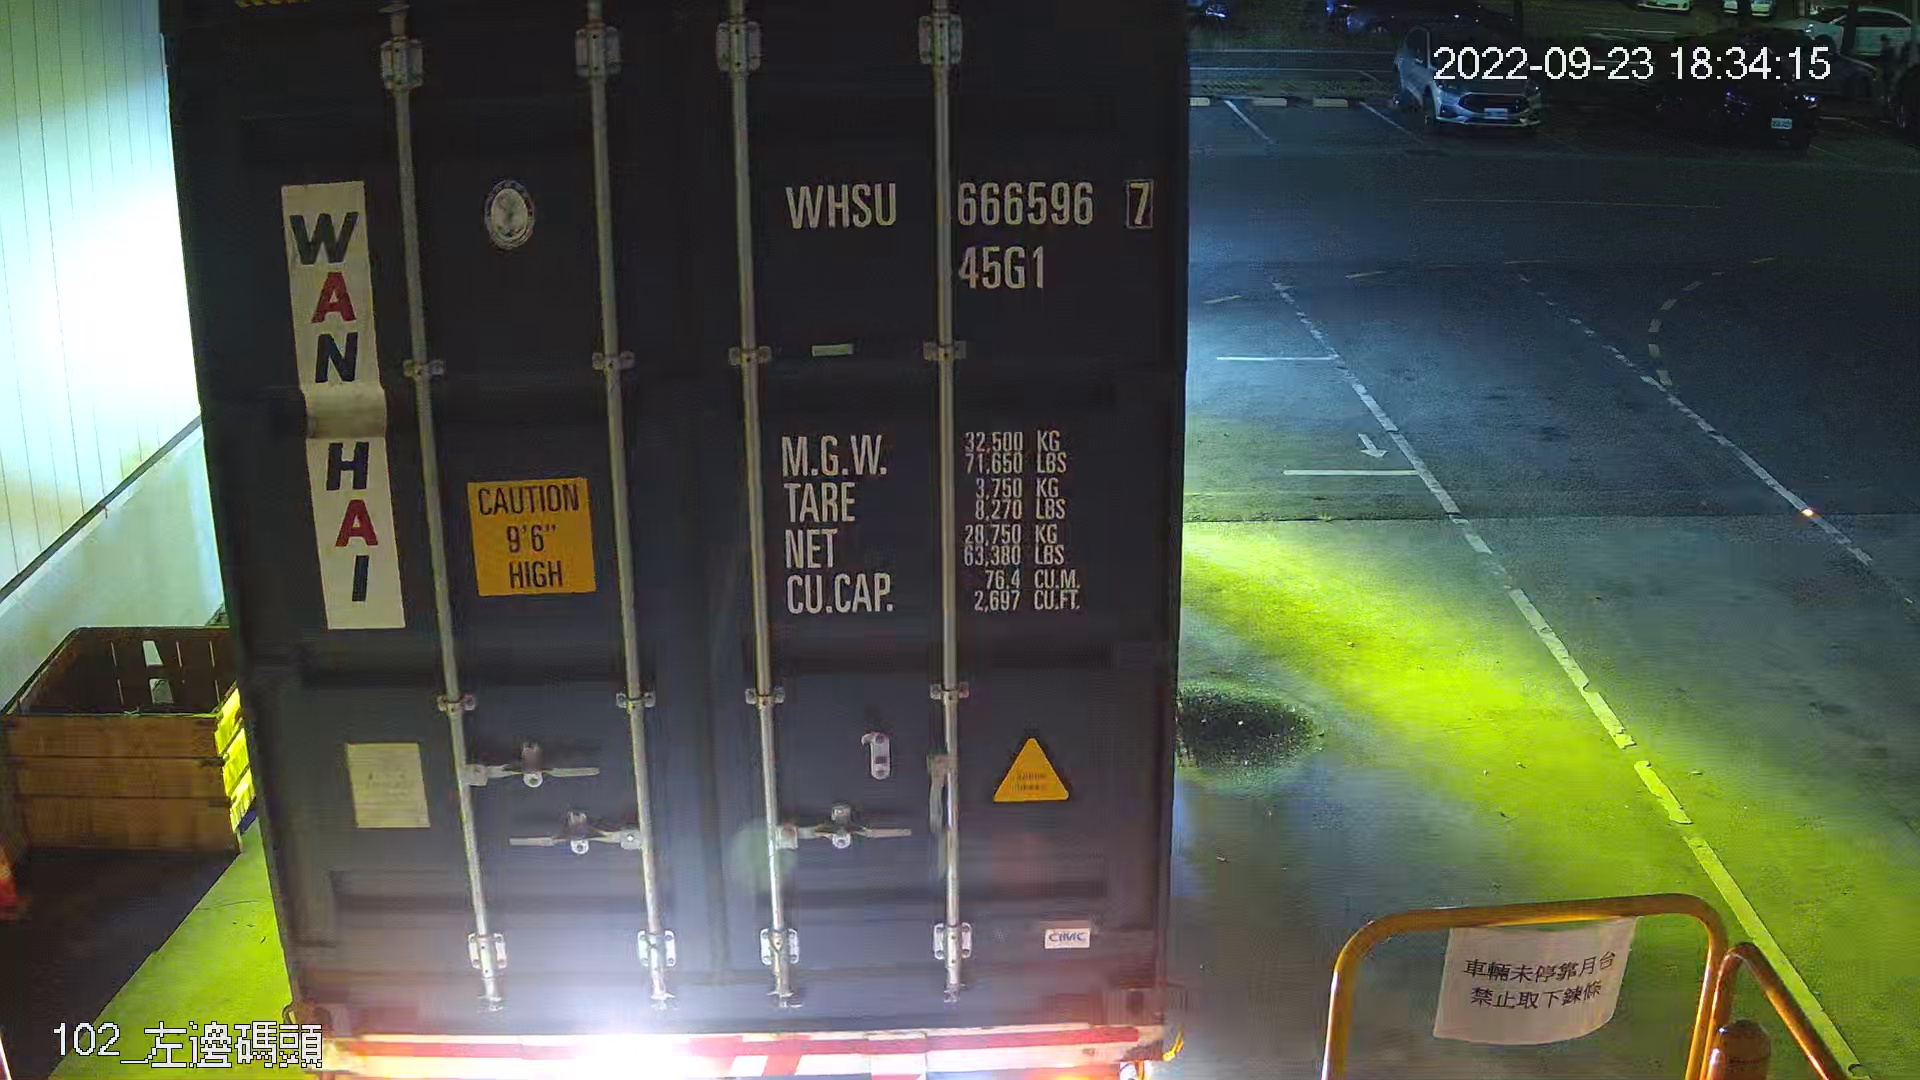 2022-09-23 18:34:15
WAN HAI
WHSU 666596 7
45G1
CAUTION
9'6"
HIGH
M.G.W. 32,500 KG
71,650 LBS
TARE 3,750 KG
8,270 LBS
NET 28,750 KG
63,380 LBS
CU.CAP. 76.4 CU.M.
2,697 CU.FT.
CIMC
車輛未停靠月台
禁止取下鍊條
102_左邊碼頭